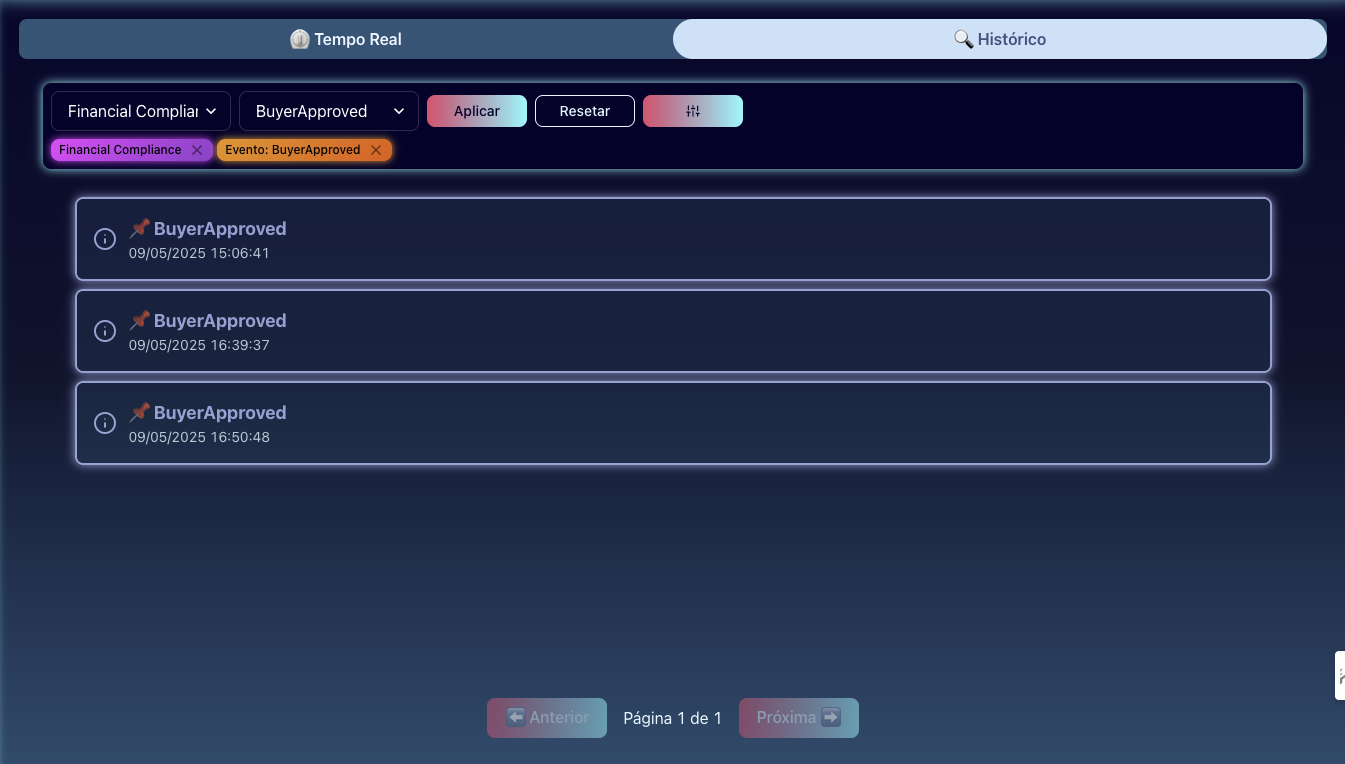 Tempo Real
Histórico
Financial Complian
BuyerApproved
Aplicar
Resetar
Financial Compliance
Evento: BuyerApproved
BuyerApproved
09/05/2025 15:06:41
BuyerApproved
09/05/2025 16:39:37
BuyerApproved
09/05/2025 16:50:48
Anterior
Página 1 de 1
Próxima